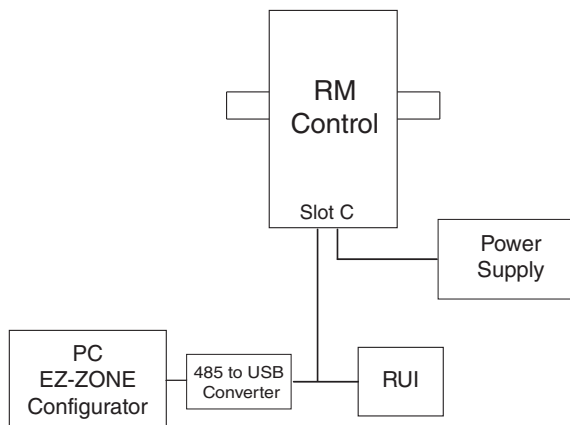 RM
Control
Slot C
Power
Supply
PC
EZ-ZONE
Configurator
485 to USB
Converter
RUI